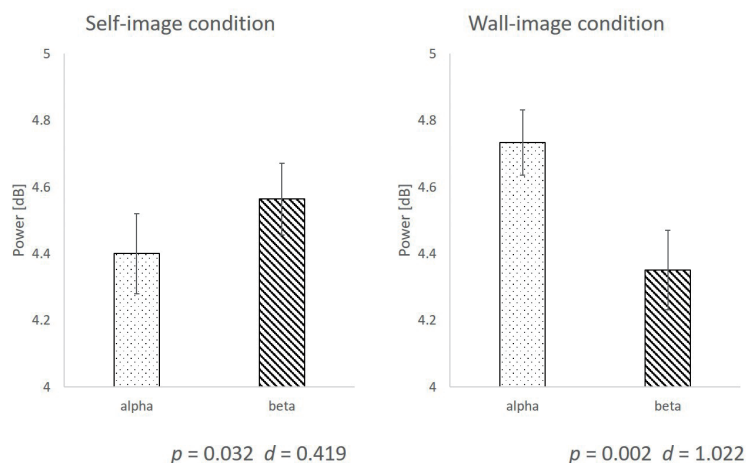 Self-image condition
Power [dB]
5
4.8
4.6
4.4
4.2
4
alpha
beta
p = 0.032 d = 0.419
Wall-image condition
Power [dB]
5
4.8
4.6
4.4
4.2
4
alpha
beta
p = 0.002 d = 1.022